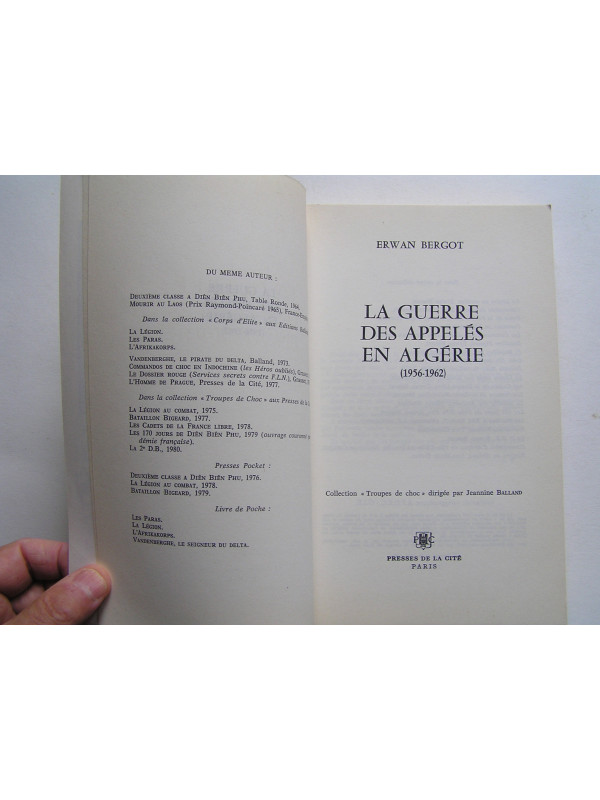 DU MEME AUTEUR :
DEUXIÈME CLASSE A DIÊN BIÊN PHU, Table Ronde, 1964.
MOURIR AU LAOS (Prix Raymond-Poincaré 1965),
Dans la collection « Corps d'Elite » aux Editions
LA LÉGION.
LES PARAS.
L'AFRIKAKORPS.
VANDENBERGHE, LE PIRATE DU DELTA, Balland, 1973.
COMMANDOS DE CHOC EN INDOCHINE (les Héros oubliés),
LE DOSSIER ROUGE (Services secrets contre F.L.N.),
L'HOMME DE PRAGUE, Presses de la Cité, 1977.
Dans la collection « Troupes de Choc » aux Presses de la
LA LÉGION AU COMBAT, 1975.
BATAILLON BIGEARD, 1977.
LES CADETS DE LA FRANCE LIBRE, 1978.
LES 170 JOURS DE DIÊN BIÊN PHU, 1979 (ouvrage
démie française).
LA 2e D.B., 1980.
Presses Pocket :
DEUXIÈME CLASSE A DIÊN BIÊN PHU, 1976.
LA LÉGION AU COMBAT, 1978.
BATAILLON BIGEARD, 1979.
Livre de Poche :
LES PARAS.
LA LÉGION.
L'AFRIKAKORPS.
VANDENBERGHE, LE SEIGNEUR DU DELTA.
ERWAN BERGOT
LA GUERRE
DES APPELÉS
EN ALGÉRIE
(1956-1962)
Collection « Troupes de choc » dirigée par Jeannine BALLAND
P C
PRESSES DE LA CITÉ
PARIS